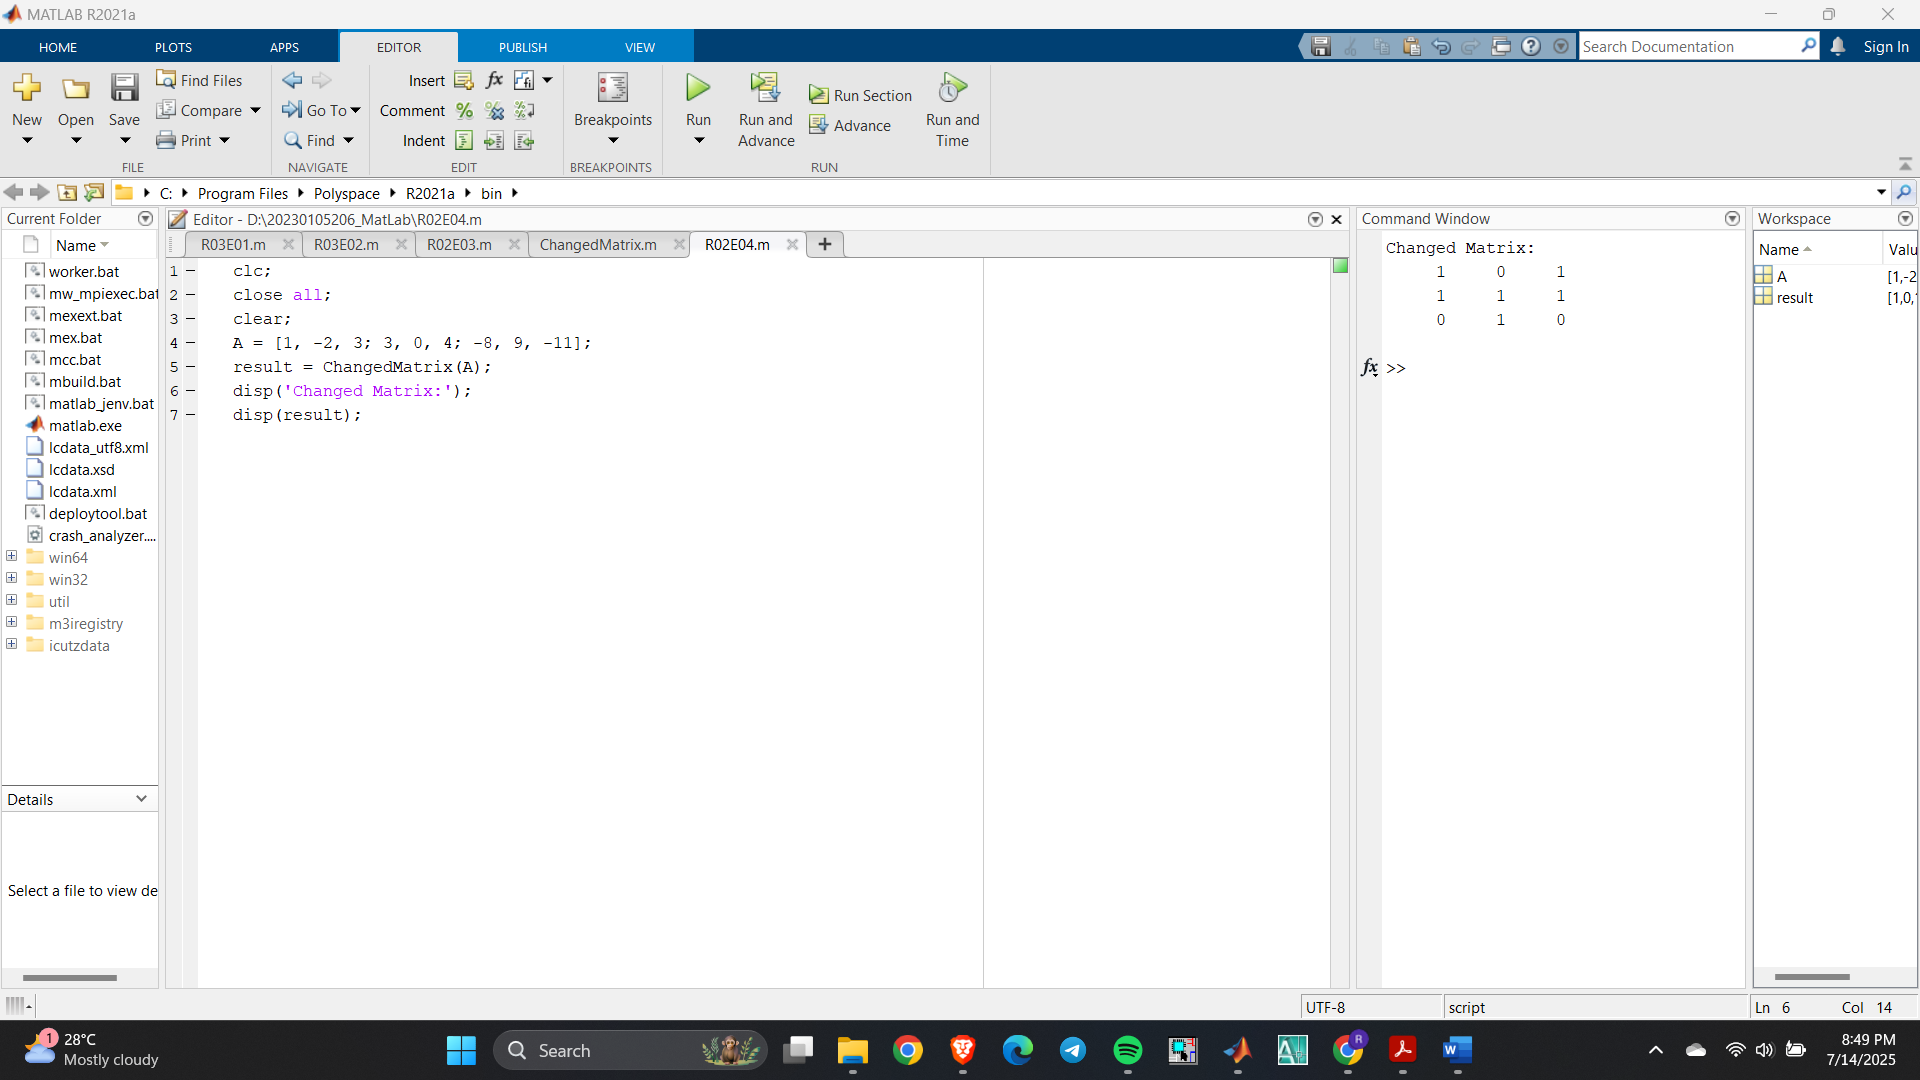 MATLAB R2021a
HOME PLOTS APPS EDITOR PUBLISH VIEW
Search Documentation
Sign In
New
Open
Save
Find Files
Compare
Print
FILE
Go To
Find
NAVIGATE
Insert
Comment
Indent
EDIT
Breakpoints
BREAKPOINTS
Run
Run and Advance
Run Section
Advance
Run and Time
RUN
C: Program Files Polyspace R2021a bin
Current Folder
Name
worker.bat
mw_mpiexec.bat
mexext.bat
mex.bat
mcc.bat
mbuild.bat
matlab_jenv.bat
matlab.exe
lcdata_utf8.xml
lcdata.xsd
lcdata.xml
deploytool.bat
crash_analyzer....
win64
win32
util
m3iregistry
icutzdata
Details
Select a file to view de
Editor - D:\20230105206_MatLab\R02E04.m
R03E01.m R03E02.m R02E03.m ChangedMatrix.m R02E04.m
1 clc;
2 close all;
3 clear;
4 A = [1, -2, 3; 3, 0, 4; -8, 9, -11];
5 result = ChangedMatrix(A);
6 disp('Changed Matrix:');
7 disp(result);
Command Window
Changed Matrix:
1 0 1
1 1 1
0 1 0
fx >>
Workspace
Name Valu
A [1,-2
result [1,0,
UTF-8
script
Ln 6 Col 14
1
28°C
Mostly cloudy
Search
8:49 PM
7/14/2025